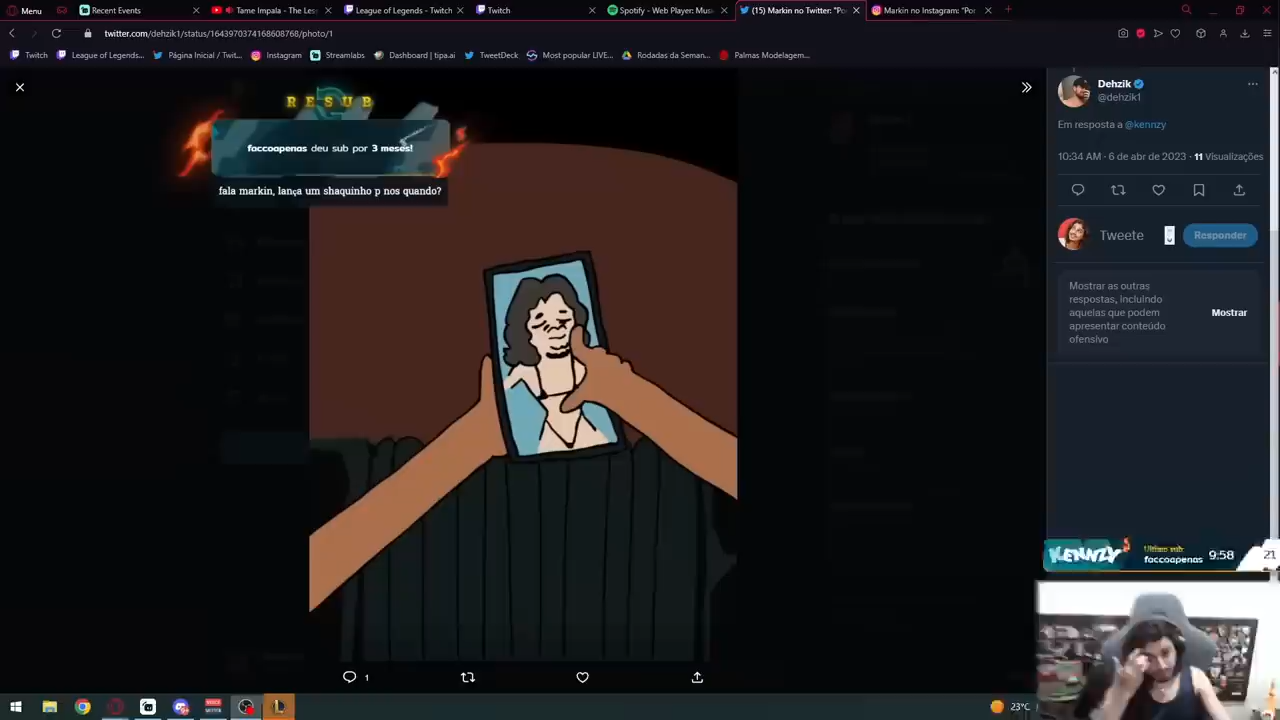 Menu
Recent Events
Tame Impala - The Les
League of Legends - Twitch
Twitch
Spotify - Web Player: Mus
(15) Markin no Twitter: "Po
Markin no Instagram: "Por
twitter.com/dehzik1/status/1643970374168608768/photo/1
Twitch
League of Legends...
Página Inicial / Twit...
Instagram
Streamlabs
Dashboard | tipa.ai
TweetDeck
Most popular LIVE...
Rodadas da Seman...
Palmas Modelagem...
RESUB
faccoapenas deu sub por 3 meses!
fala markin, lança um shaquinho p nos quando?
Dehzik
@dehzik1
Em resposta a @kennzy
10:34 AM · 6 de abr de 2023 · 11 Visualizações
Tweete
Responder
Mostrar as outras
respostas, incluindo
aquelas que podem
apresentar conteúdo
ofensivo
Mostrar
KENNZY
Último sub:
faccoapenas
9:58
21
1
23°C